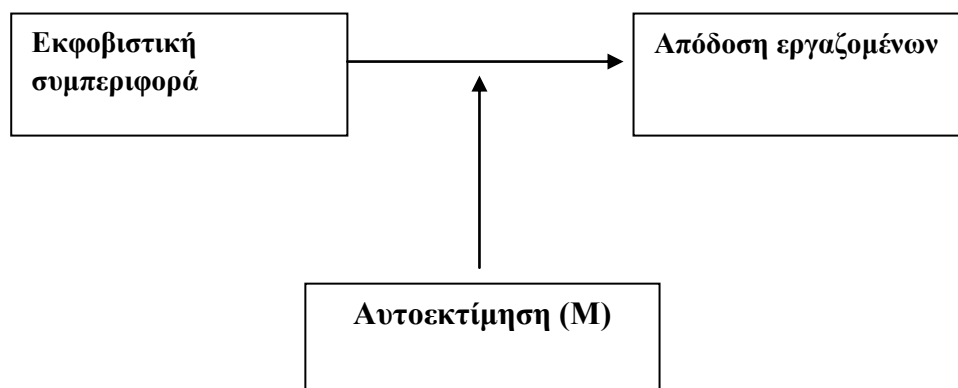 Εκφοβιστική
συμπεριφορά
Απόδοση εργαζομένων
Αυτοεκτίμηση (Μ)